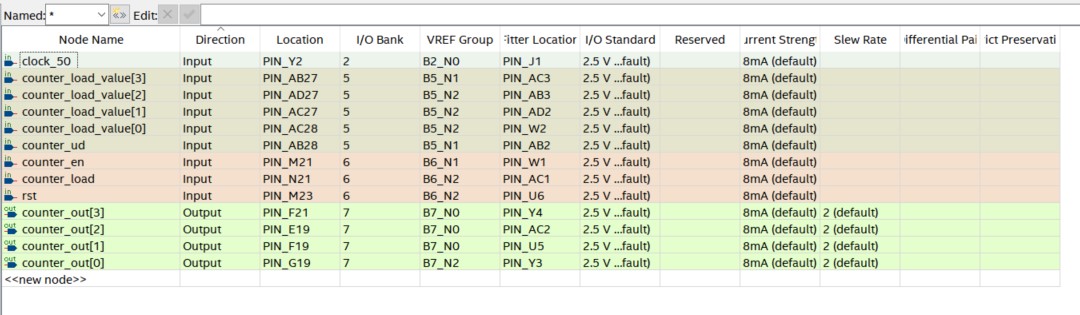 Named: * Edit:
Node Name Direction Location I/O Bank VREF Group Fitter Location I/O Standard Reserved urrent Streng Slew Rate ifferential Pai ict Preservati
in clock_50 Input PIN_Y2 2 B2_N0 PIN_J1 2.5 V ...fault) 8mA (default)
in counter_load_value[3] Input PIN_AB27 5 B5_N1 PIN_AC3 2.5 V ...fault) 8mA (default)
in counter_load_value[2] Input PIN_AD27 5 B5_N2 PIN_AB3 2.5 V ...fault) 8mA (default)
in counter_load_value[1] Input PIN_AC27 5 B5_N2 PIN_AD2 2.5 V ...fault) 8mA (default)
in counter_load_value[0] Input PIN_AC28 5 B5_N2 PIN_W2 2.5 V ...fault) 8mA (default)
in counter_ud Input PIN_AB28 5 B5_N1 PIN_AB2 2.5 V ...fault) 8mA (default)
in counter_en Input PIN_M21 6 B6_N1 PIN_W1 2.5 V ...fault) 8mA (default)
in counter_load Input PIN_N21 6 B6_N2 PIN_AC1 2.5 V ...fault) 8mA (default)
in rst Input PIN_M23 6 B6_N2 PIN_U6 2.5 V ...fault) 8mA (default)
out counter_out[3] Output PIN_F21 7 B7_N0 PIN_Y4 2.5 V ...fault) 8mA (default) 2 (default)
out counter_out[2] Output PIN_E19 7 B7_N0 PIN_AC2 2.5 V ...fault) 8mA (default) 2 (default)
out counter_out[1] Output PIN_F19 7 B7_N0 PIN_U5 2.5 V ...fault) 8mA (default) 2 (default)
out counter_out[0] Output PIN_G19 7 B7_N2 PIN_Y3 2.5 V ...fault) 8mA (default) 2 (default)
<<new node>>